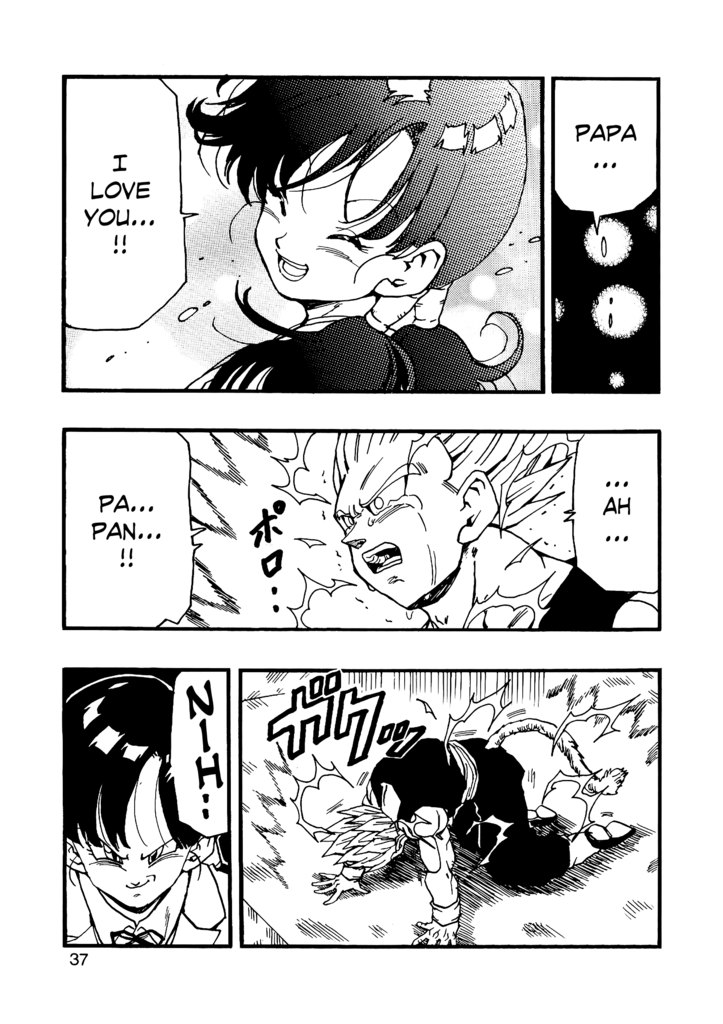 PAPA
...
I
LOVE
YOU...
!!
...
AH
...
PA...
PAN...
!!
ポロ‥
ガクッ
NIH‥
37